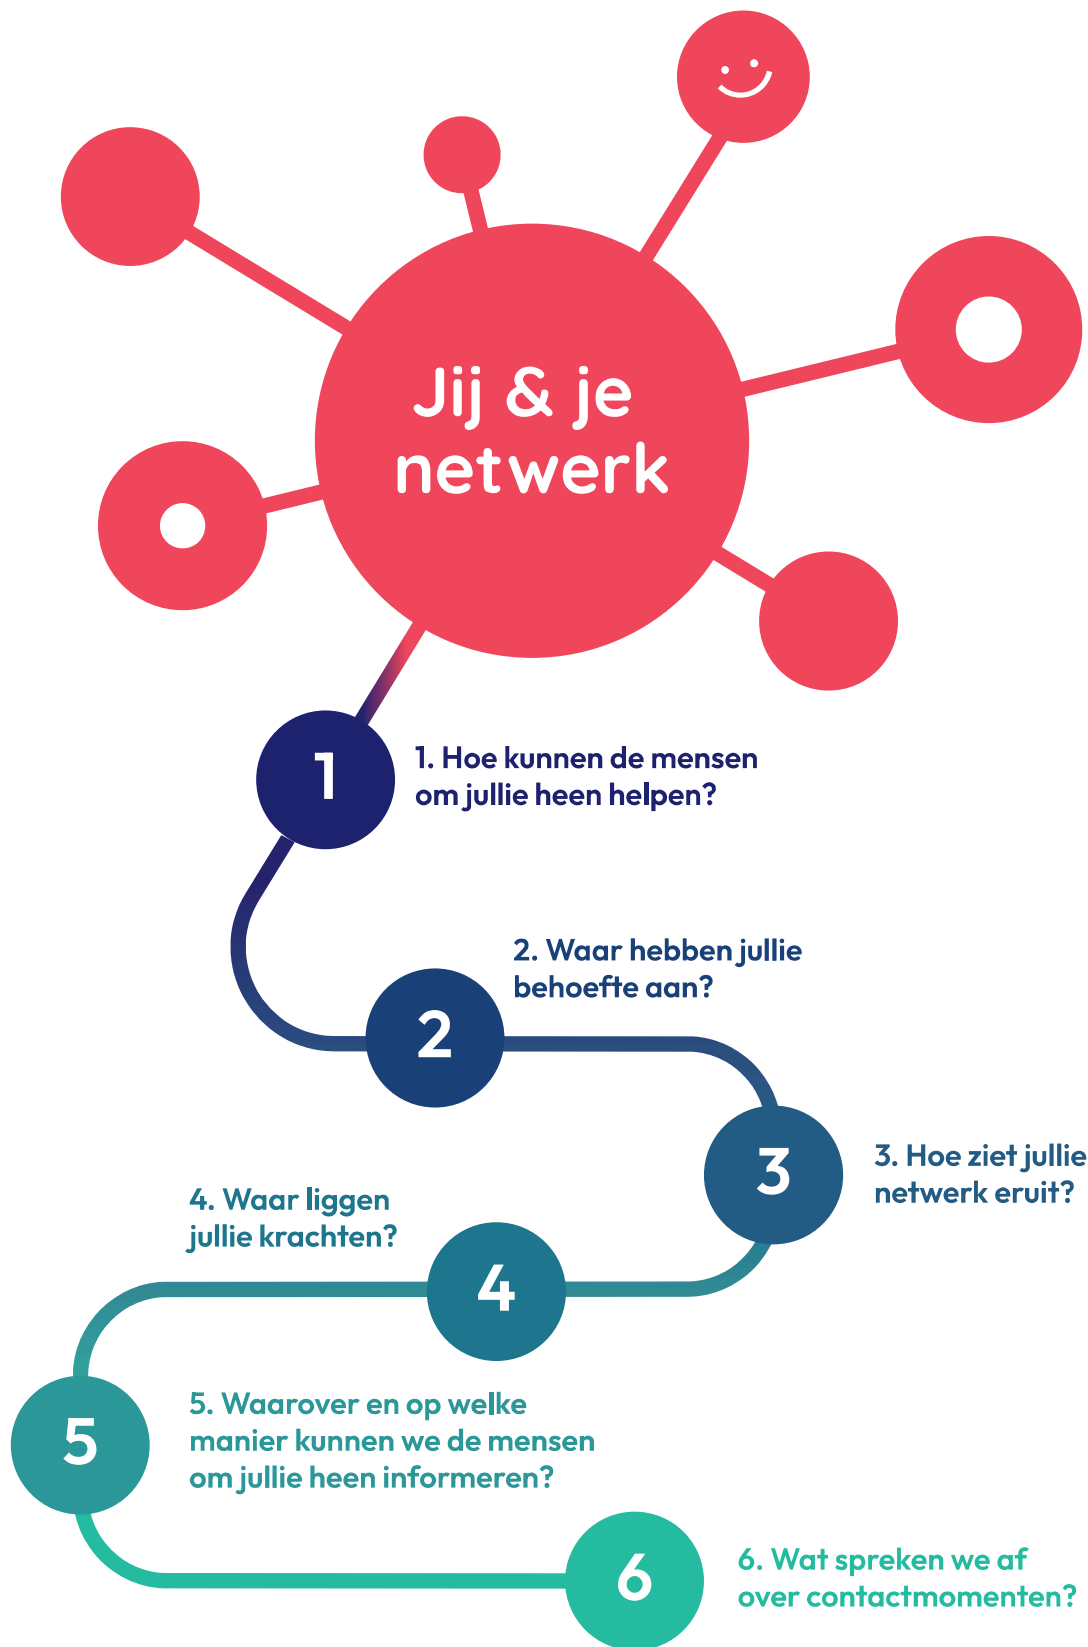 Jij & je
netwerk
1
1. Hoe kunnen de mensen
om jullie heen helpen?
2. Waar hebben jullie
behoefte aan?
2
3
3. Hoe ziet jullie
netwerk eruit?
4. Waar liggen
jullie krachten?
4
5
5. Waarover en op welke
manier kunnen we de mensen
om jullie heen informeren?
6
6. Wat spreken we af
over contactmomenten?